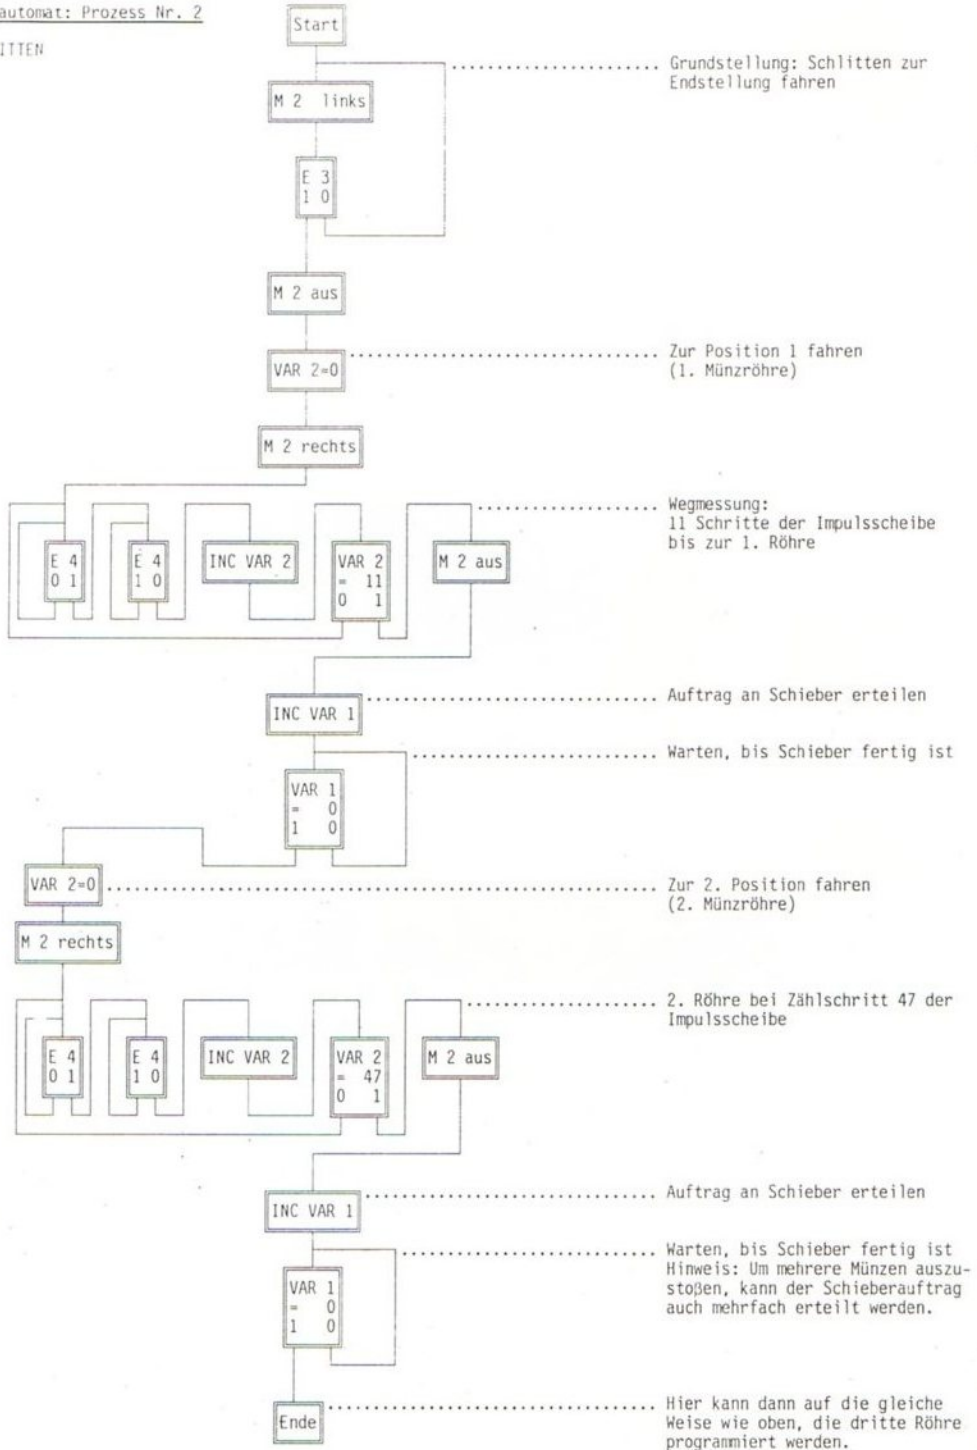 automat: Prozess Nr. 2
ITTEN
Start
Grundstellung: Schlitten zur
Endstellung fahren
M 2 links
E 3
1 0
M 2 aus
Zur Position 1 fahren
(1. Münzröhre)
VAR 2=0
M 2 rechts
Wegmessung:
11 Schritte der Impulsscheibe
bis zur 1. Röhre
E 4
0 1
E 4
1 0
INC VAR 2
VAR 2
= 11
0 1
M 2 aus
Auftrag an Schieber erteilen
INC VAR 1
Warten, bis Schieber fertig ist
VAR 1
= 0
1 0
VAR 2=0
Zur 2. Position fahren
(2. Münzröhre)
M 2 rechts
2. Röhre bei Zählschritt 47 der
Impulsscheibe
E 4
0 1
E 4
1 0
INC VAR 2
VAR 2
= 47
0 1
M 2 aus
Auftrag an Schieber erteilen
INC VAR 1
Warten, bis Schieber fertig ist
Hinweis: Um mehrere Münzen auszu-
stoßen, kann der Schieberauftrag
auch mehrfach erteilt werden.
VAR 1
= 0
1 0
Ende
Hier kann dann auf die gleiche
Weise wie oben, die dritte Röhre
programmiert werden.